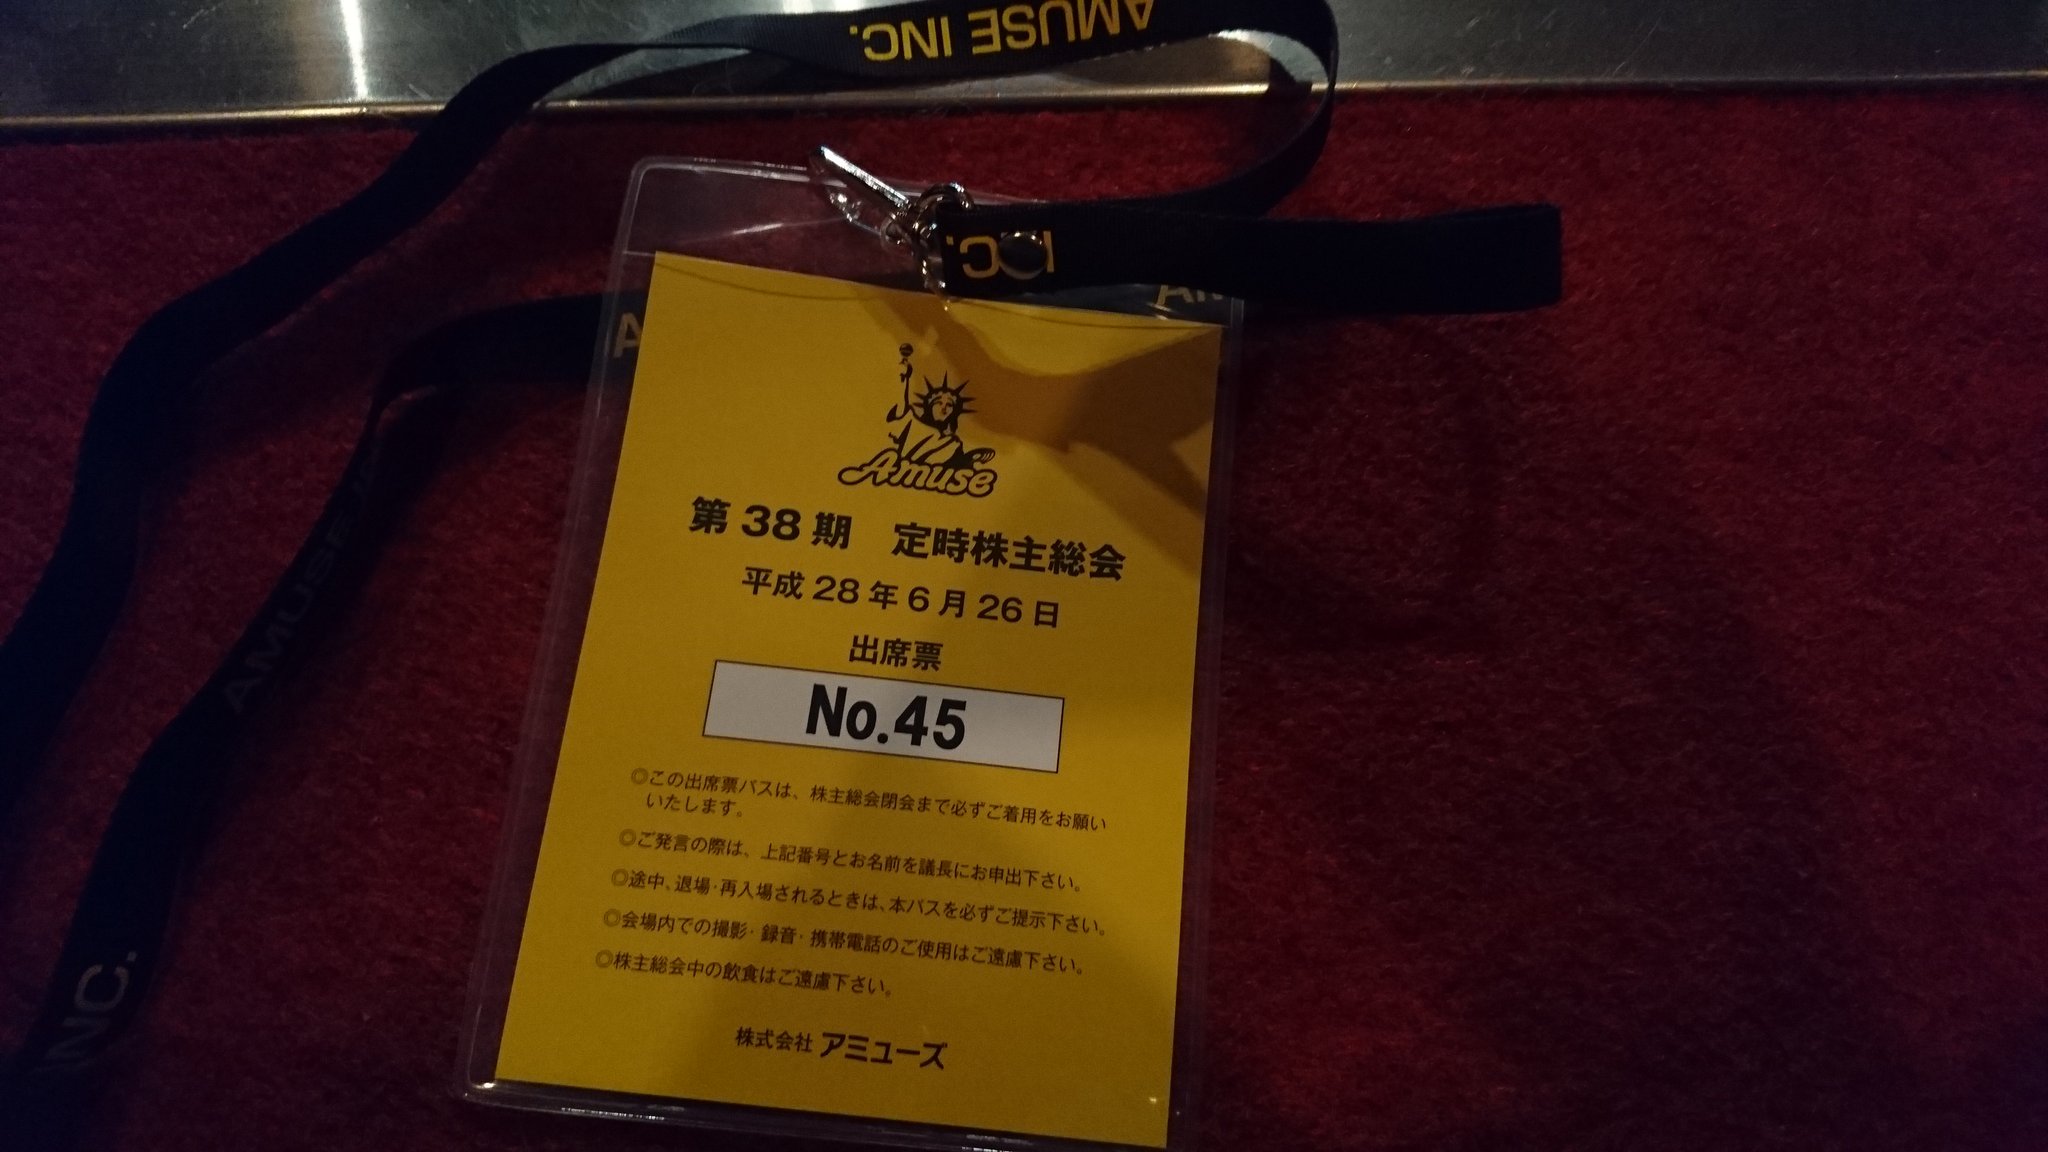 AMUSE INC.
NC.
AM
A
Amuse
第38期 定時株主総会
平成28年6月26日
出席票
No.45
◎この出席票パスは、株主総会閉会まで必ずご着用をお願い
いたします。
◎ご発言の際は、上記番号とお名前を議長にお申出下さい。
◎途中、退場・再入場されるときは、本パスを必ずご提示下さい。
◎会場内での撮影・録音・携帯電話のご使用はご遠慮下さい。
◎株主総会中の飲食はご遠慮下さい。
株式会社 アミューズ
AMUSE
INC.